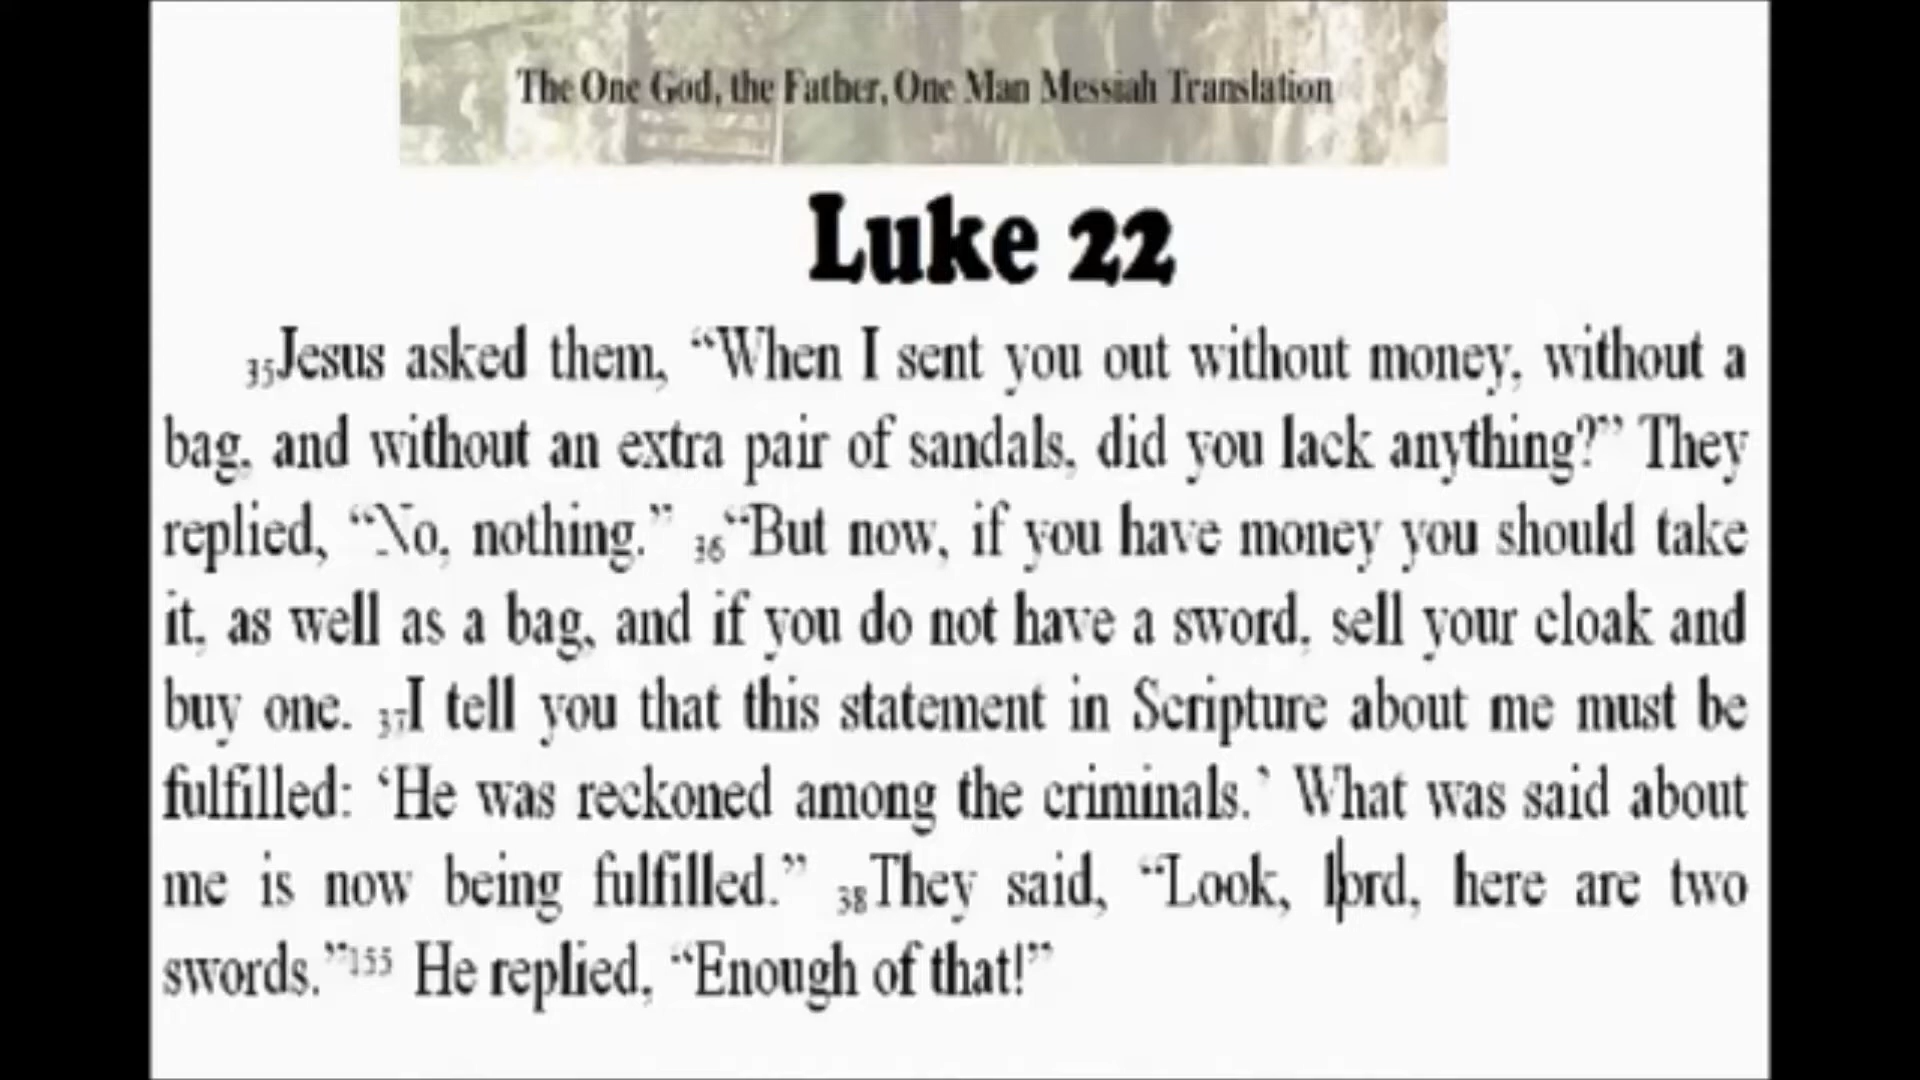 The One God, the Father, One Man Messiah Translation
Luke 22
35Jesus asked them, “When I sent you out without money, without a
bag, and without an extra pair of sandals, did you lack anything?” They
replied, “No, nothing.” 36“But now, if you have money you should take
it, as well as a bag, and if you do not have a sword, sell your cloak and
buy one. 37I tell you that this statement in Scripture about me must be
fulfilled: ‘He was reckoned among the criminals.’ What was said about
me is now being fulfilled.” 38They said, “Look, lord, here are two
swords.”155 He replied, “Enough of that!”